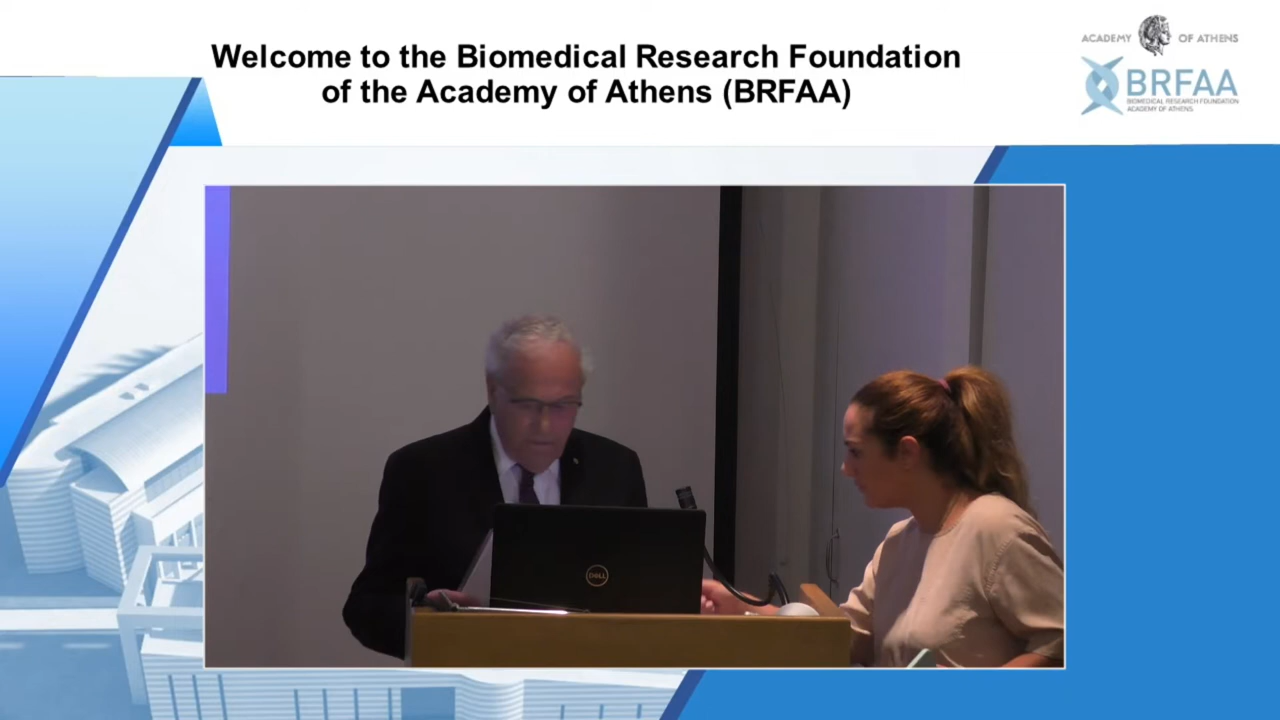 Welcome to the Biomedical Research Foundation
of the Academy of Athens (BRFAA)
ACADEMY OF ATHENS
BRFAA
BIOMEDICAL RESEARCH FOUNDATION
ACADEMY OF ATHENS
DELL